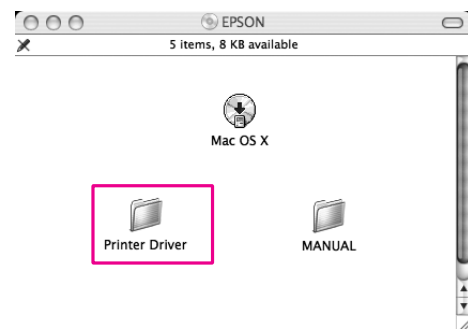 EPSON
5 items, 8 KB available
Mac OS X
Printer Driver
MANUAL